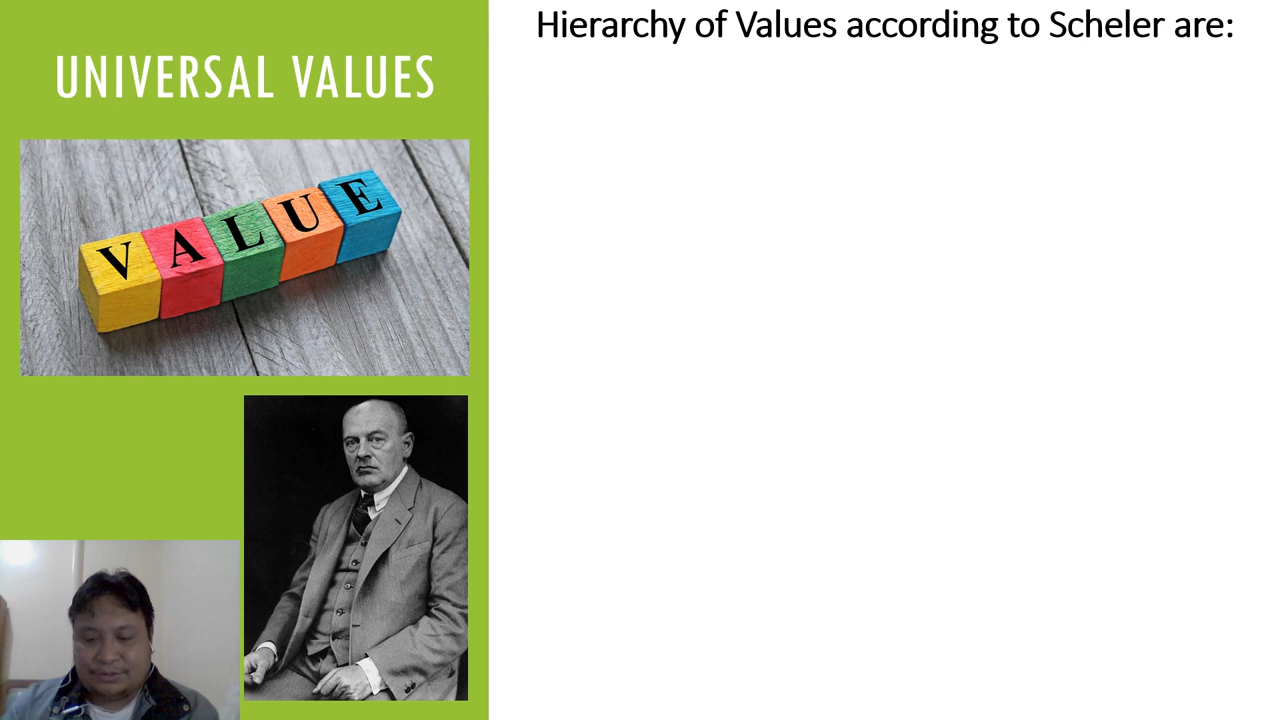 UNIVERSAL VALUES
VALUE
Hierarchy of Values according to Scheler are: